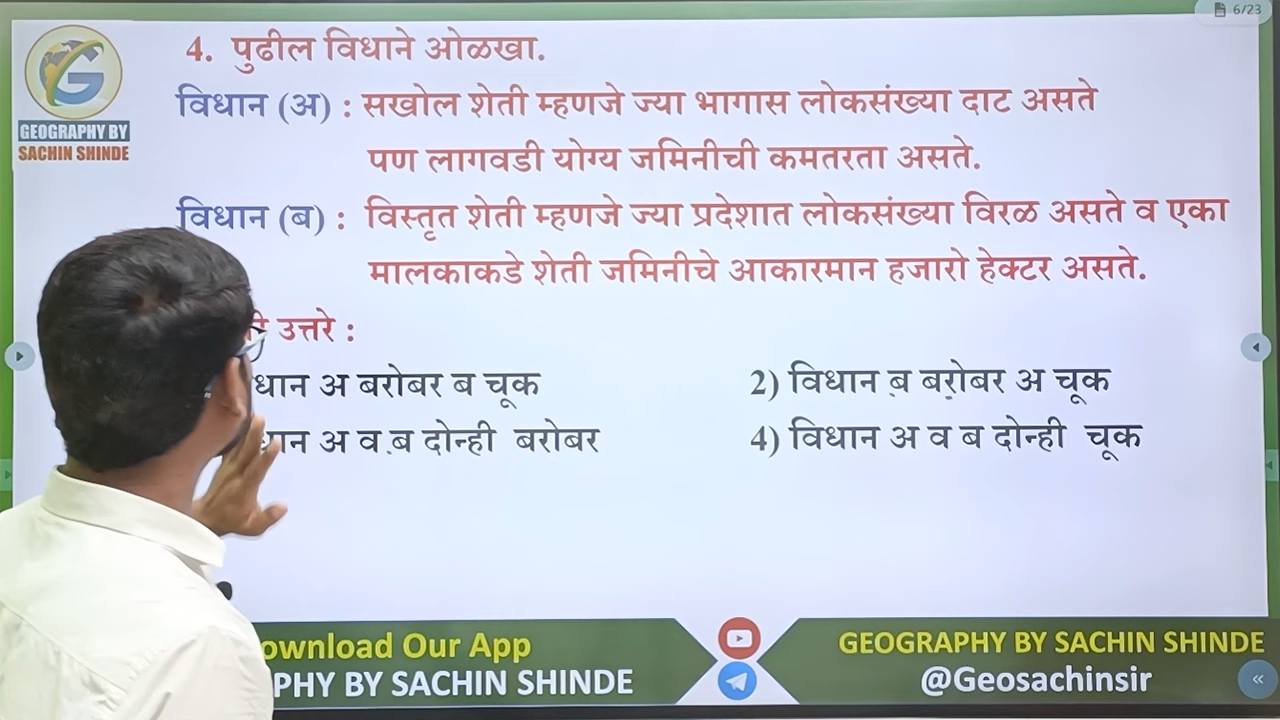 6/23
GEOGRAPHY BY
SACHIN SHINDE
4. पुढील विधाने ओळखा.
विधान (अ) : सखोल शेती म्हणजे ज्या भागास लोकसंख्या दाट असते
पण लागवडी योग्य जमिनीची कमतरता असते.
विधान (ब) : विस्तृत शेती म्हणजे ज्या प्रदेशात लोकसंख्या विरळ असते व एका
मालकाकडे शेती जमिनीचे आकारमान हजारो हेक्टर असते.
उत्तरे :
अ बरोबर ब चूक
2) विधान ब बरोबर अ चूक
अ व ब दोन्ही बरोबर
4) विधान अ व ब दोन्ही चूक
Our App
GEOGRAPHY BY SACHIN SHINDE
BY SACHIN SHINDE
@Geosachinsir